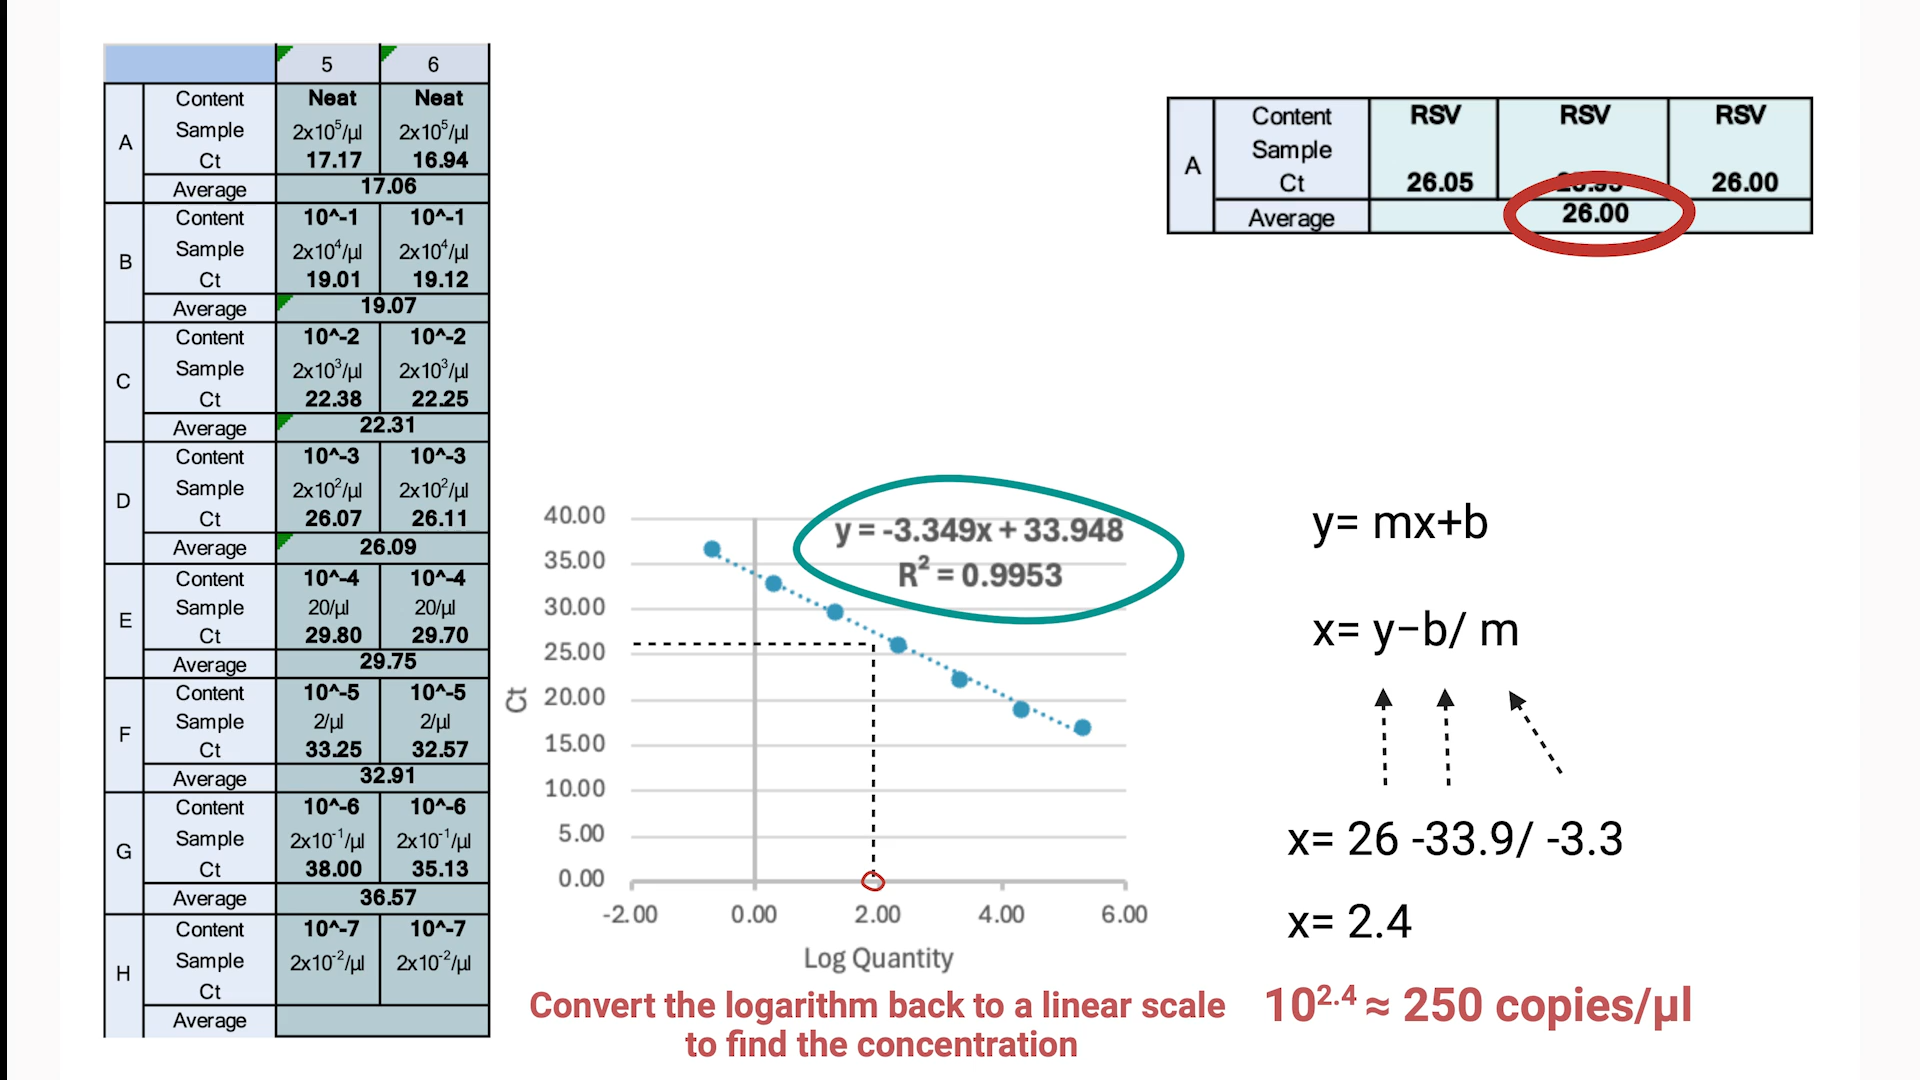 5 6
A Content Neat Neat
Sample 2x10⁵/µl 2x10⁵/µl
Ct 17.17 16.94
Average 17.06
B Content 10^-1 10^-1
Sample 2x10⁴/µl 2x10⁴/µl
Ct 19.01 19.12
Average 19.07
C Content 10^-2 10^-2
Sample 2x10³/µl 2x10³/µl
Ct 22.38 22.25
Average 22.31
D Content 10^-3 10^-3
Sample 2x10²/µl 2x10²/µl
Ct 26.07 26.11
Average 26.09
E Content 10^-4 10^-4
Sample 20/µl 20/µl
Ct 29.80 29.70
Average 29.75
F Content 10^-5 10^-5
Sample 2/µl 2/µl
Ct 33.25 32.57
Average 32.91
G Content 10^-6 10^-6
Sample 2x10⁻¹/µl 2x10⁻¹/µl
Ct 38.00 35.13
Average 36.57
H Content 10^-7 10^-7
Sample 2x10⁻²/µl 2x10⁻²/µl
Ct
Average
A Content RSV RSV RSV
Sample
Ct 26.05 26.00
Average 26.00
y = -3.349x + 33.948
R² = 0.9953
40.00
35.00
30.00
25.00
20.00
15.00
10.00
5.00
0.00
Ct
-2.00 0.00 2.00 4.00 6.00
Log Quantity
Convert the logarithm back to a linear scale
to find the concentration
y= mx+b
x= y−b/ m
x= 26 -33.9/ -3.3
x= 2.4
10²·⁴ ≈ 250 copies/µl